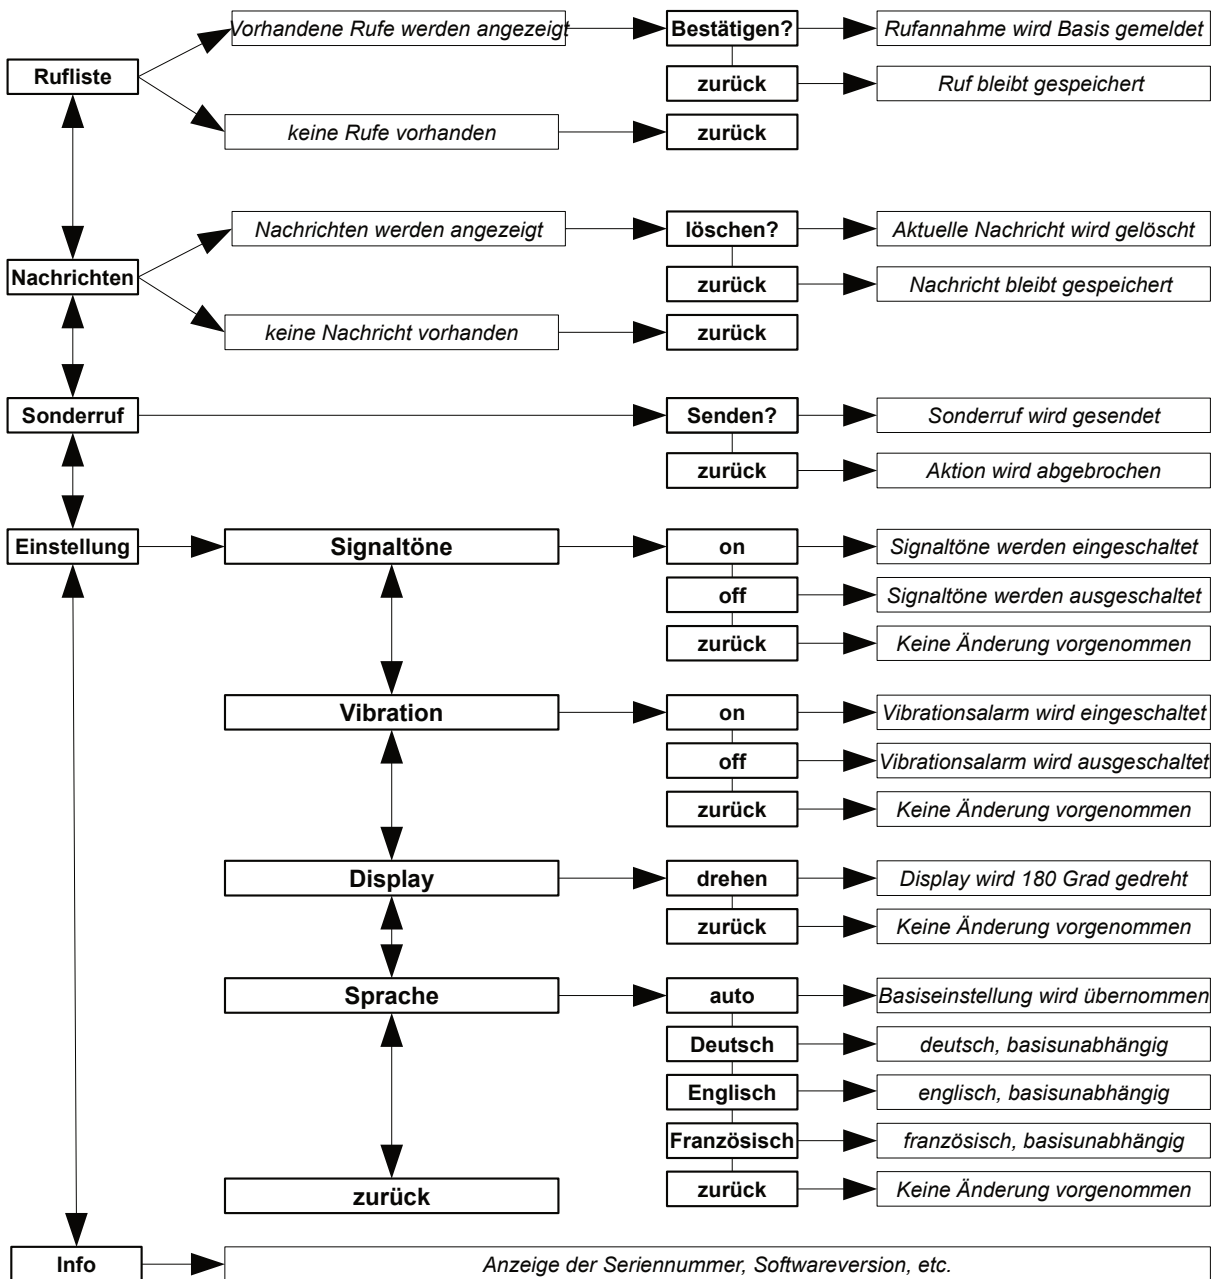 Vorhandene Rufe werden angezeigt
Bestätigen?
Rufannahme wird Basis gemeldet
Rufliste
zurück
Ruf bleibt gespeichert
keine Rufe vorhanden
zurück
Nachrichten werden angezeigt
löschen?
Aktuelle Nachricht wird gelöscht
Nachrichten
zurück
Nachricht bleibt gespeichert
keine Nachricht vorhanden
zurück
Sonderruf
Senden?
Sonderruf wird gesendet
zurück
Aktion wird abgebrochen
Einstellung
Signaltöne
on
Signaltöne werden eingeschaltet
off
Signaltöne werden ausgeschaltet
zurück
Keine Änderung vorgenommen
Vibration
on
Vibrationsalarm wird eingeschaltet
off
Vibrationsalarm wird ausgeschaltet
zurück
Keine Änderung vorgenommen
Display
drehen
Display wird 180 Grad gedreht
zurück
Keine Änderung vorgenommen
Sprache
auto
Basiseinstellung wird übernommen
Deutsch
deutsch, basisunabhängig
Englisch
englisch, basisunabhängig
Französisch
französisch, basisunabhängig
zurück
zurück
Keine Änderung vorgenommen
Info
Anzeige der Seriennummer, Softwareversion, etc.